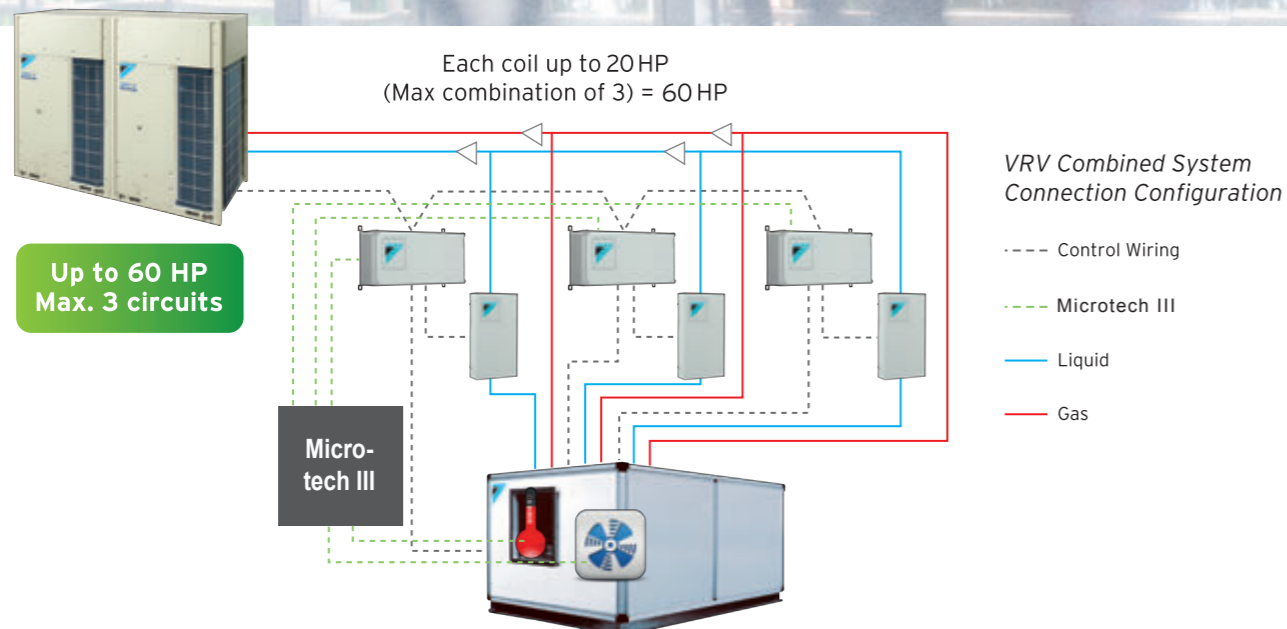 Each coil up to 20 HP
(Max combination of 3) = 60 HP
VRV Combined System
Connection Configuration
Control Wiring
Microtech III
Liquid
Gas
Up to 60 HP
Max. 3 circuits
Micro-
tech III